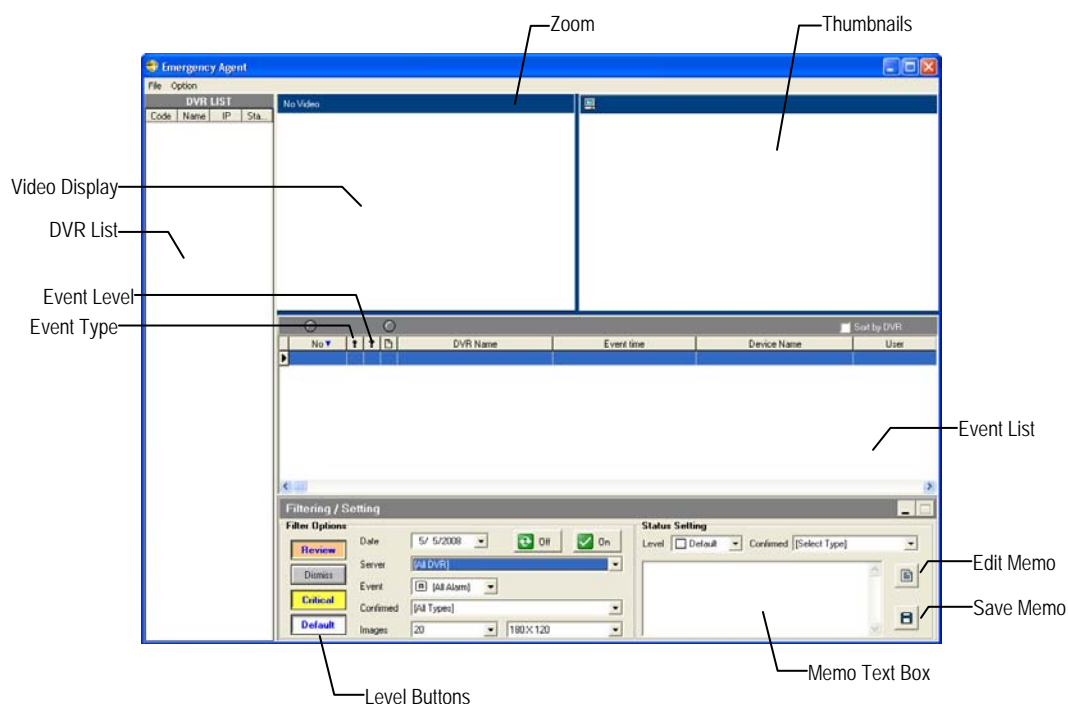 Zoom
Thumbnails
Emergency Agent
File Option
DVR LIST
Code Name IP Sta...
No Video
Video Display
DVR List
Event Level
Event Type
Sort by DVR
No DVR Name Event time Device Name User
Event List
Filtering / Setting
Filter Options
Review
Dismiss
Critical
Default
Date 5/ 5/2008 Off On
Server [All DVR]
Event [All Alarm]
Confirmed [All Types]
Images 20 180 X 120
Status Setting
Level Default Confirmed [Select Type]
Edit Memo
Save Memo
Memo Text Box
Level Buttons